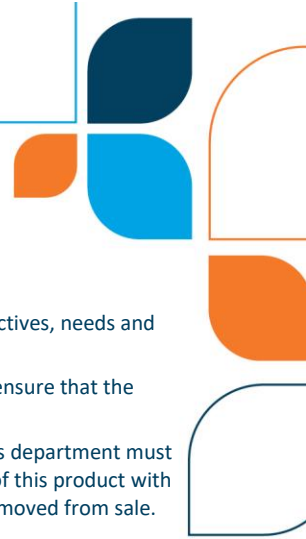 ctives, needs and
ensure that the
s department must
of this product with
moved from sale.